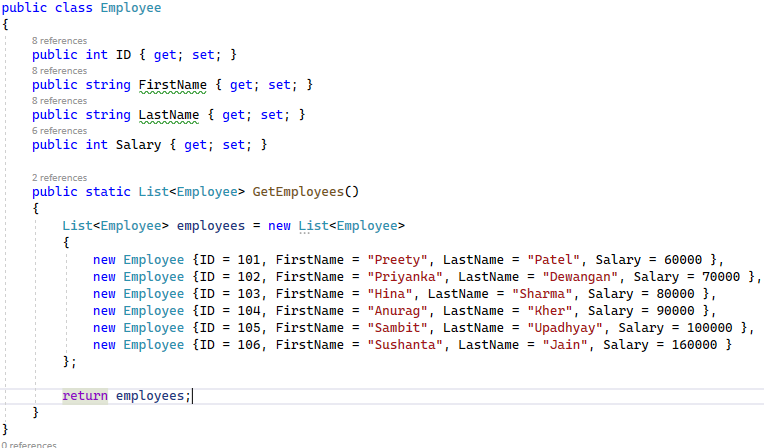 public class Employee
{
8 references
public int ID { get; set; }
8 references
public string FirstName { get; set; }
8 references
public string LastName { get; set; }
6 references
public int Salary { get; set; }
2 references
public static List<Employee> GetEmployees()
{
List<Employee> employees = new List<Employee>
{
new Employee {ID = 101, FirstName = "Preety", LastName = "Patel", Salary = 60000 },
new Employee {ID = 102, FirstName = "Priyanka", LastName = "Dewangan", Salary = 70000 },
new Employee {ID = 103, FirstName = "Hina", LastName = "Sharma", Salary = 80000 },
new Employee {ID = 104, FirstName = "Anurag", LastName = "Kher", Salary = 90000 },
new Employee {ID = 105, FirstName = "Sambit", LastName = "Upadhyay", Salary = 100000 },
new Employee {ID = 106, FirstName = "Sushanta", LastName = "Jain", Salary = 160000 }
};
return employees;
}
}
0 references